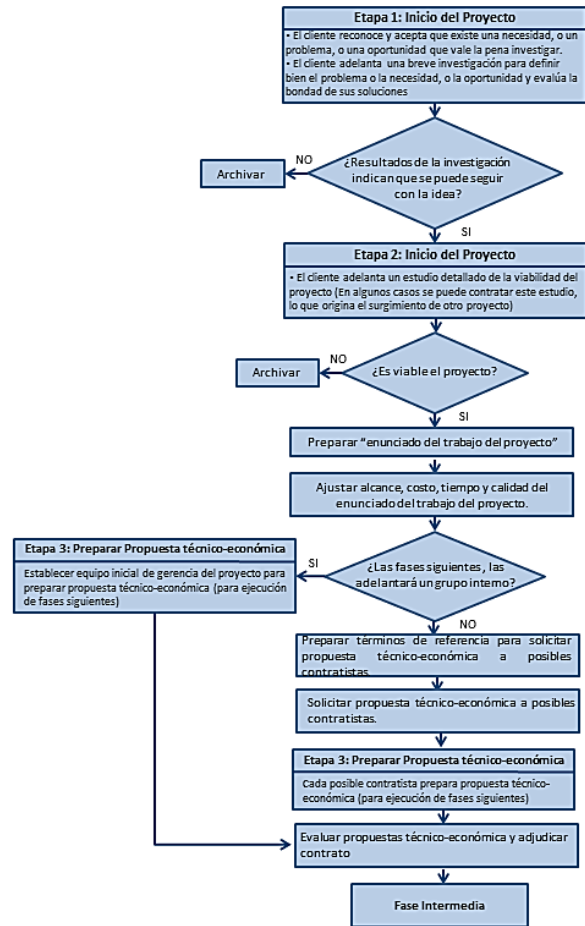 Etapa 1: Inicio del Proyecto
• El cliente reconoce y acepta que existe una necesidad, o un
problema, o una oportunidad que vale la pena investigar.
• El cliente adelanta una breve investigación para definir
bien el problema o la necesidad, o la oportunidad y evalúa la
bondad de sus soluciones
¿Resultados de la investigación
indican que se puede seguir
con la idea?
NO
Archivar
SI
Etapa 2: Inicio del Proyecto
• El cliente adelanta un estudio detallado de la viabilidad del
proyecto (En algunos casos se puede contratar este estudio,
lo que origina el surgimiento de otro proyecto)
¿Es viable el proyecto?
NO
Archivar
SI
Preparar “enunciado del trabajo del proyecto”
Ajustar alcance, costo, tiempo y calidad del
enunciado del trabajo del proyecto.
¿Las fases siguientes, las
adelantará un grupo interno?
SI
Etapa 3: Preparar Propuesta técnico-económica
Establecer equipo inicial de gerencia del proyecto para
preparar propuesta técnico-económica (para ejecución
de fases siguientes)
NO
Preparar términos de referencia para solicitar
propuesta técnico-económica a posibles
contratistas.
Solicitar propuesta técnico-económica a posibles
contratistas.
Etapa 3: Preparar Propuesta técnico-económica
Cada posible contratista prepara propuesta técnico-
económica (para ejecución de fases siguientes)
Evaluar propuestas técnico-económica y adjudicar
contrato
Fase Intermedia